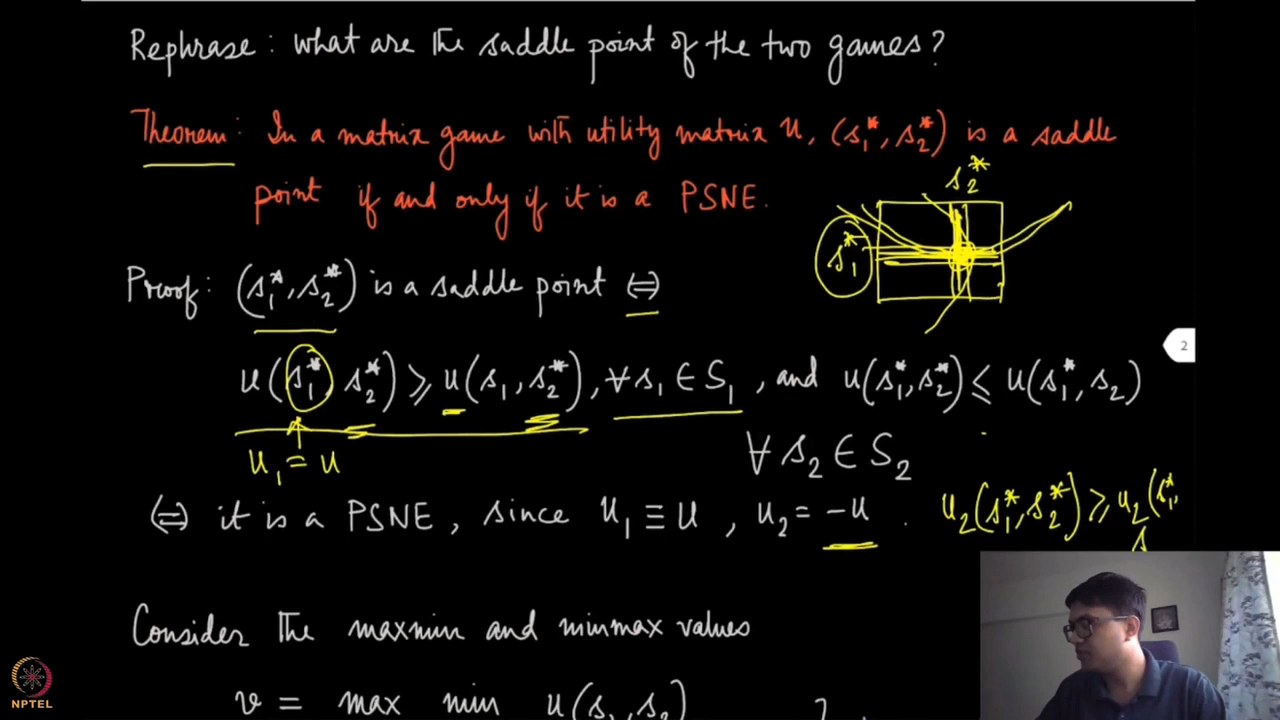 Rephrase: what are the saddle point of the two games?
Theorem: In a matrix game with utility matrix u, (s₁*, s₂*) is a saddle
point if and only if it is a PSNE.
s₂*
s₁*
Proof: (s₁*, s₂*) is a saddle point ⇔
u(s₁*, s₂*) ⩾ u(s₁, s₂*), ∀ s₁ ∈ S₁, and u(s₁*, s₂*) ≤ u(s₁*, s₂)
∀ s₂ ∈ S₂
u₁ = u
2
⇔ it is a PSNE, since u₁ ≡ u, u₂ = -u.
u₂(s₁*, s₂*) ⩾ u₂(s₁*,
s
Consider the maxmin and minmax values
v = max min u(s₁, s₂)
NPTEL